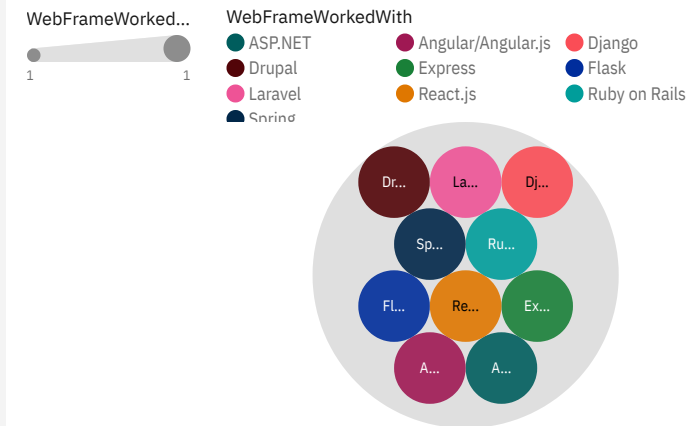 WebFrameWorked...
1 1
WebFrameWorkedWith
ASP.NET Angular/Angular.js Django
Drupal Express Flask
Laravel React.js Ruby on Rails
Spring
Dr... La... Dj...
Sp... Ru...
Fl... Re... Ex...
A... A...